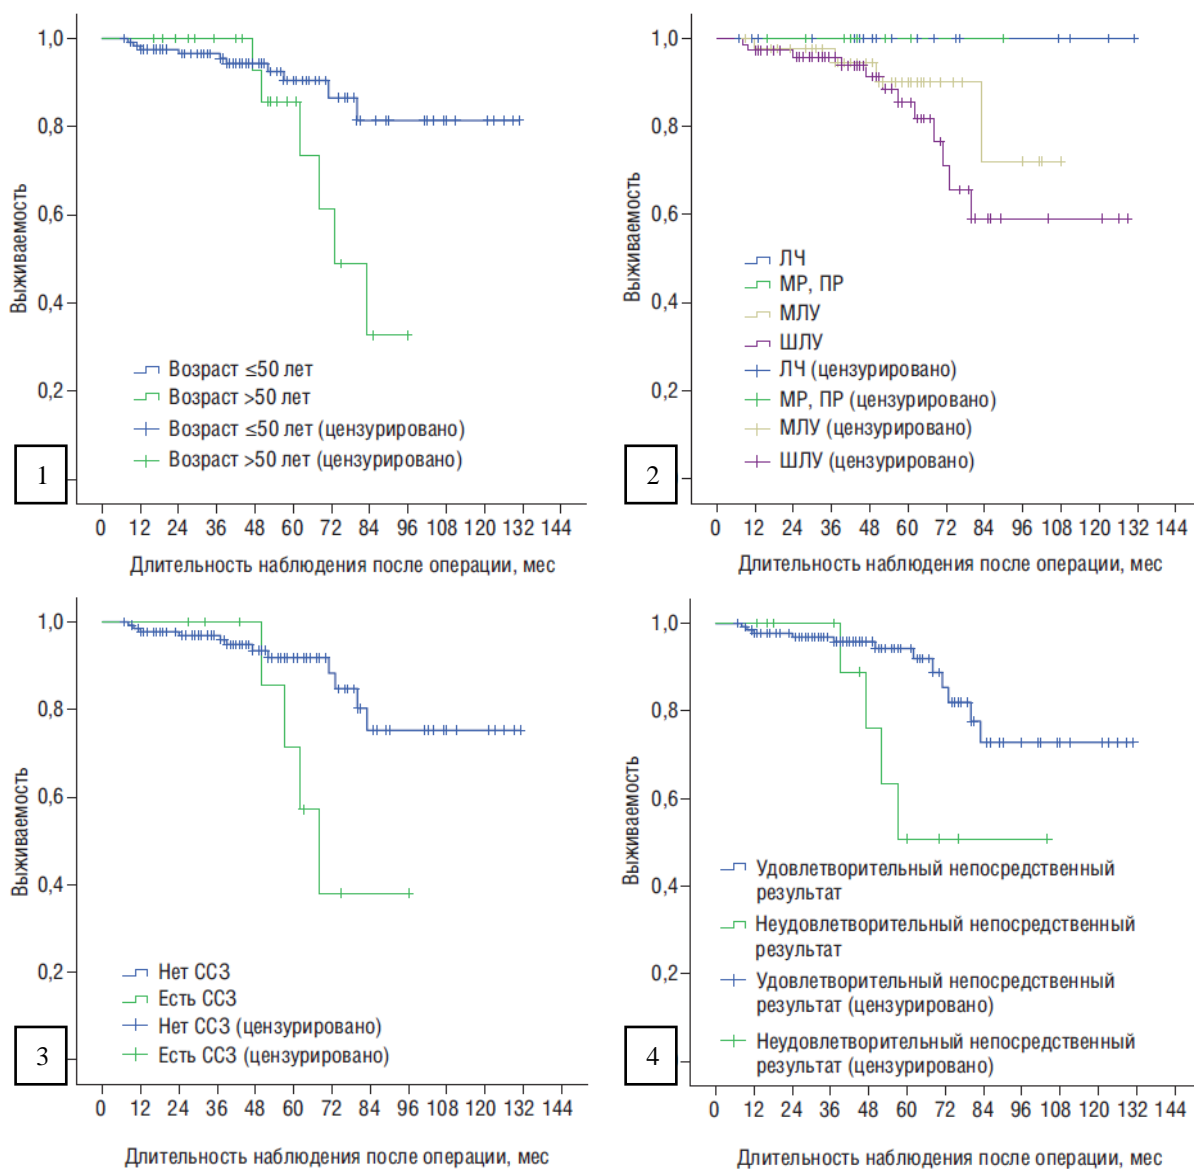 1,0
0,8
0,6
0,4
0,2
Выживаемость
Возраст ≤50 лет
Возраст >50 лет
Возраст ≤50 лет (цензурировано)
Возраст >50 лет (цензурировано)
1
0 12 24 36 48 60 72 84 96 108 120 132 144
Длительность наблюдения после операции, мес
1,0
0,8
0,6
0,4
0,2
Выживаемость
ЛЧ
МР, ПР
МЛУ
ШЛУ
ЛЧ (цензурировано)
МР, ПР (цензурировано)
МЛУ (цензурировано)
ШЛУ (цензурировано)
2
0 12 24 36 48 60 72 84 96 108 120 132 144
Длительность наблюдения после операции, мес
1,0
0,8
0,6
0,4
0,2
Выживаемость
Нет ССЗ
Есть ССЗ
Нет ССЗ (цензурировано)
Есть ССЗ (цензурировано)
3
0 12 24 36 48 60 72 84 96 108 120 132 144
Длительность наблюдения после операции, мес
1,0
0,8
0,6
0,4
0,2
Выживаемость
Удовлетворительный непосредственный
результат
Неудовлетворительный непосредственный
результат
Удовлетворительный непосредственный
результат (цензурировано)
Неудовлетворительный непосредственный
результат (цензурировано)
4
0 12 24 36 48 60 72 84 96 108 120 132 144
Длительность наблюдения после операции, мес